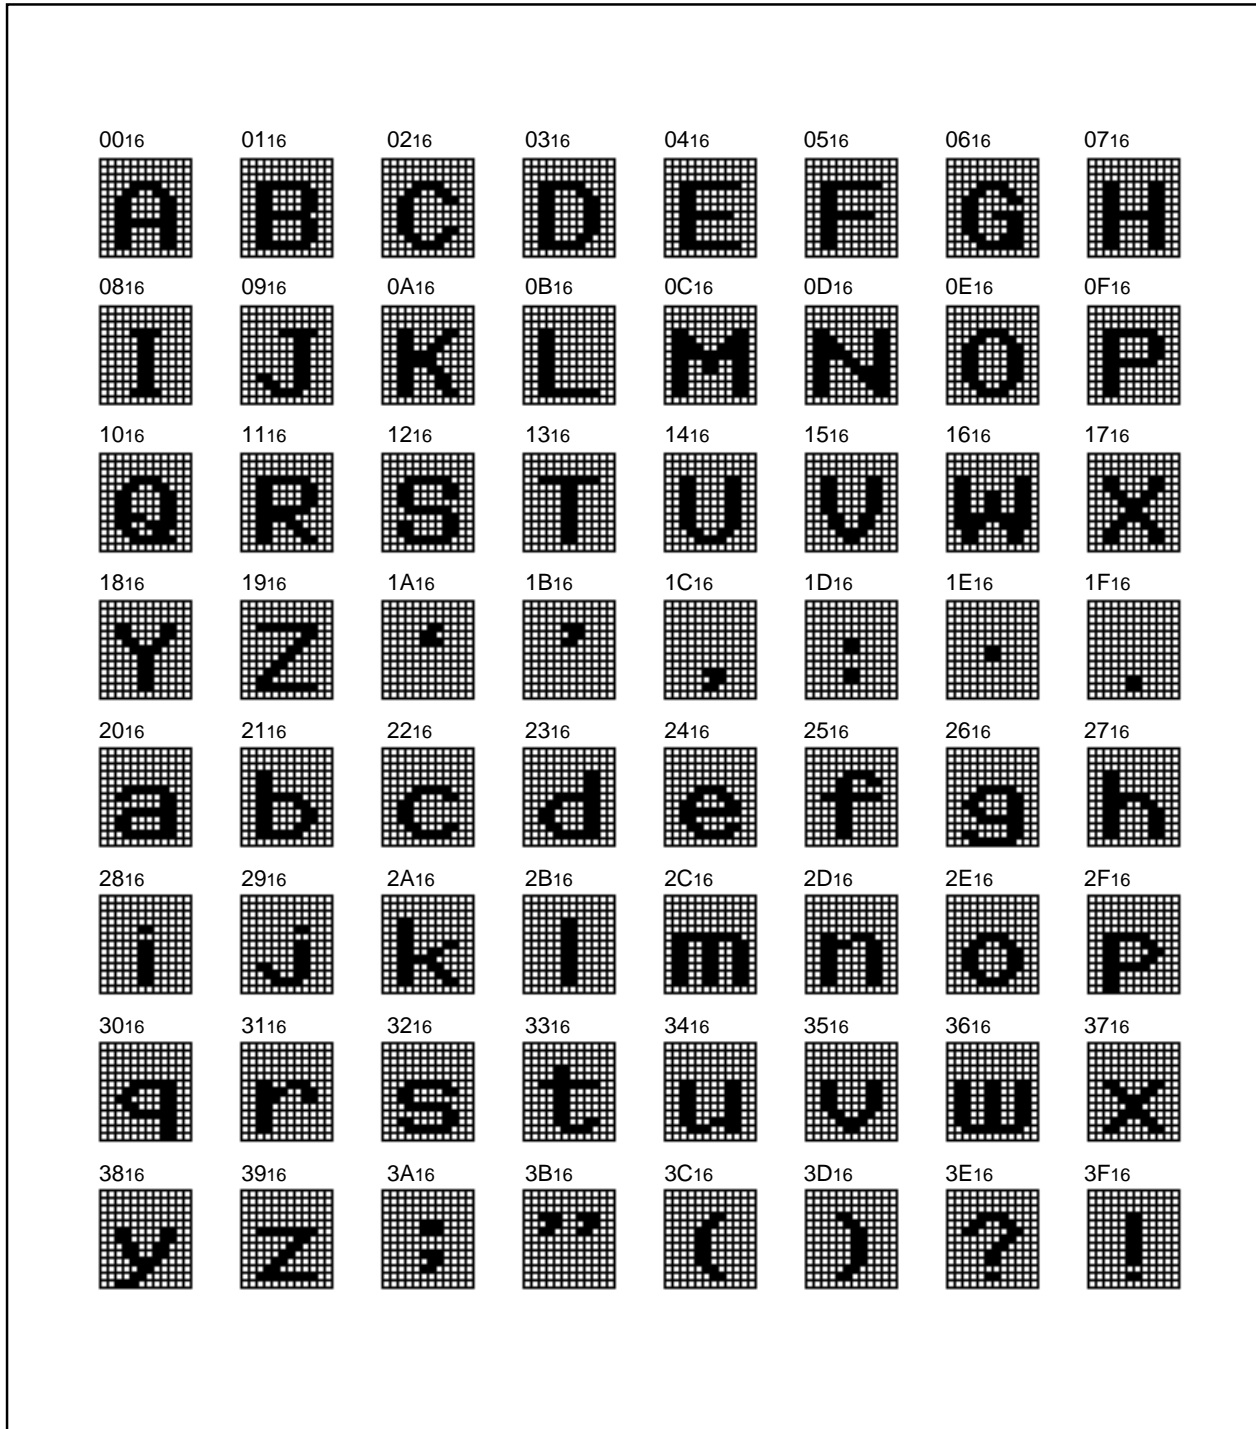 0016 0116 0216 0316 0416 0516 0616 0716
A B C D E F G H
0816 0916 0A16 0B16 0C16 0D16 0E16 0F16
I J K L M N O P
1016 1116 1216 1316 1416 1516 1616 1716
Q R S T U V W X
1816 1916 1A16 1B16 1C16 1D16 1E16 1F16
Y Z ‘ ’ , : · .
2016 2116 2216 2316 2416 2516 2616 2716
a b c d e f g h
2816 2916 2A16 2B16 2C16 2D16 2E16 2F16
i j k l m n o p
3016 3116 3216 3316 3416 3516 3616 3716
q r s t u v w x
3816 3916 3A16 3B16 3C16 3D16 3E16 3F16
y z ; ” ( ) ? !